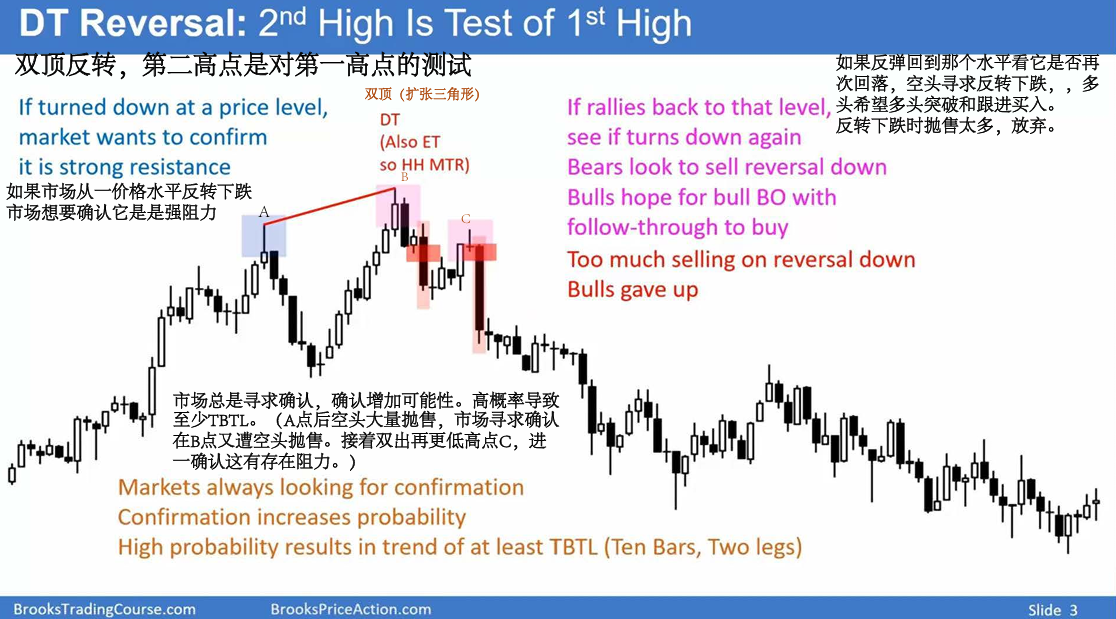 DT Reversal: 2nd High Is Test of 1st High
双顶反转，第二高点是对第一高点的测试
If turned down at a price level,
market wants to confirm
it is strong resistance
如果市场从一价格水平反转下跌
市场想要确认它是是强阻力
双顶（扩张三角形）
DT
(Also ET
so HH MTR)
A
B
C
如果反弹回到那个水平看它是否再
次回落，空头寻求反转下跌，，多
头希望多头突破和跟进买入。
反转下跌时抛售太多，放弃。
If rallies back to that level,
see if turns down again
Bears look to sell reversal down
Bulls hope for bull BO with
follow-through to buy
Too much selling on reversal down
Bulls gave up
市场总是寻求确认，确认增加可能性。高概率导致
至少TBTL。（A点后空头大量抛售，市场寻求确认
在B点又遭空头抛售。接着双出再更低高点C，进
一确认这有存在阻力。）
Markets always looking for confirmation
Confirmation increases probability
High probability results in trend of at least TBTL (Ten Bars, Two legs)
BrooksTradingCourse.com
BrooksPriceAction.com
Slide 3